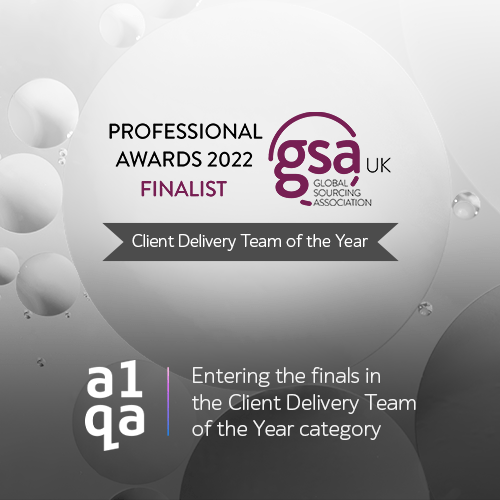 PROFESSIONAL
AWARDS 2022
FINALIST
gsa UK
GLOBAL
SOURCING
ASSOCIATION
Client Delivery Team of the Year
a1
qa
Entering the finals in
the Client Delivery Team
of the Year category